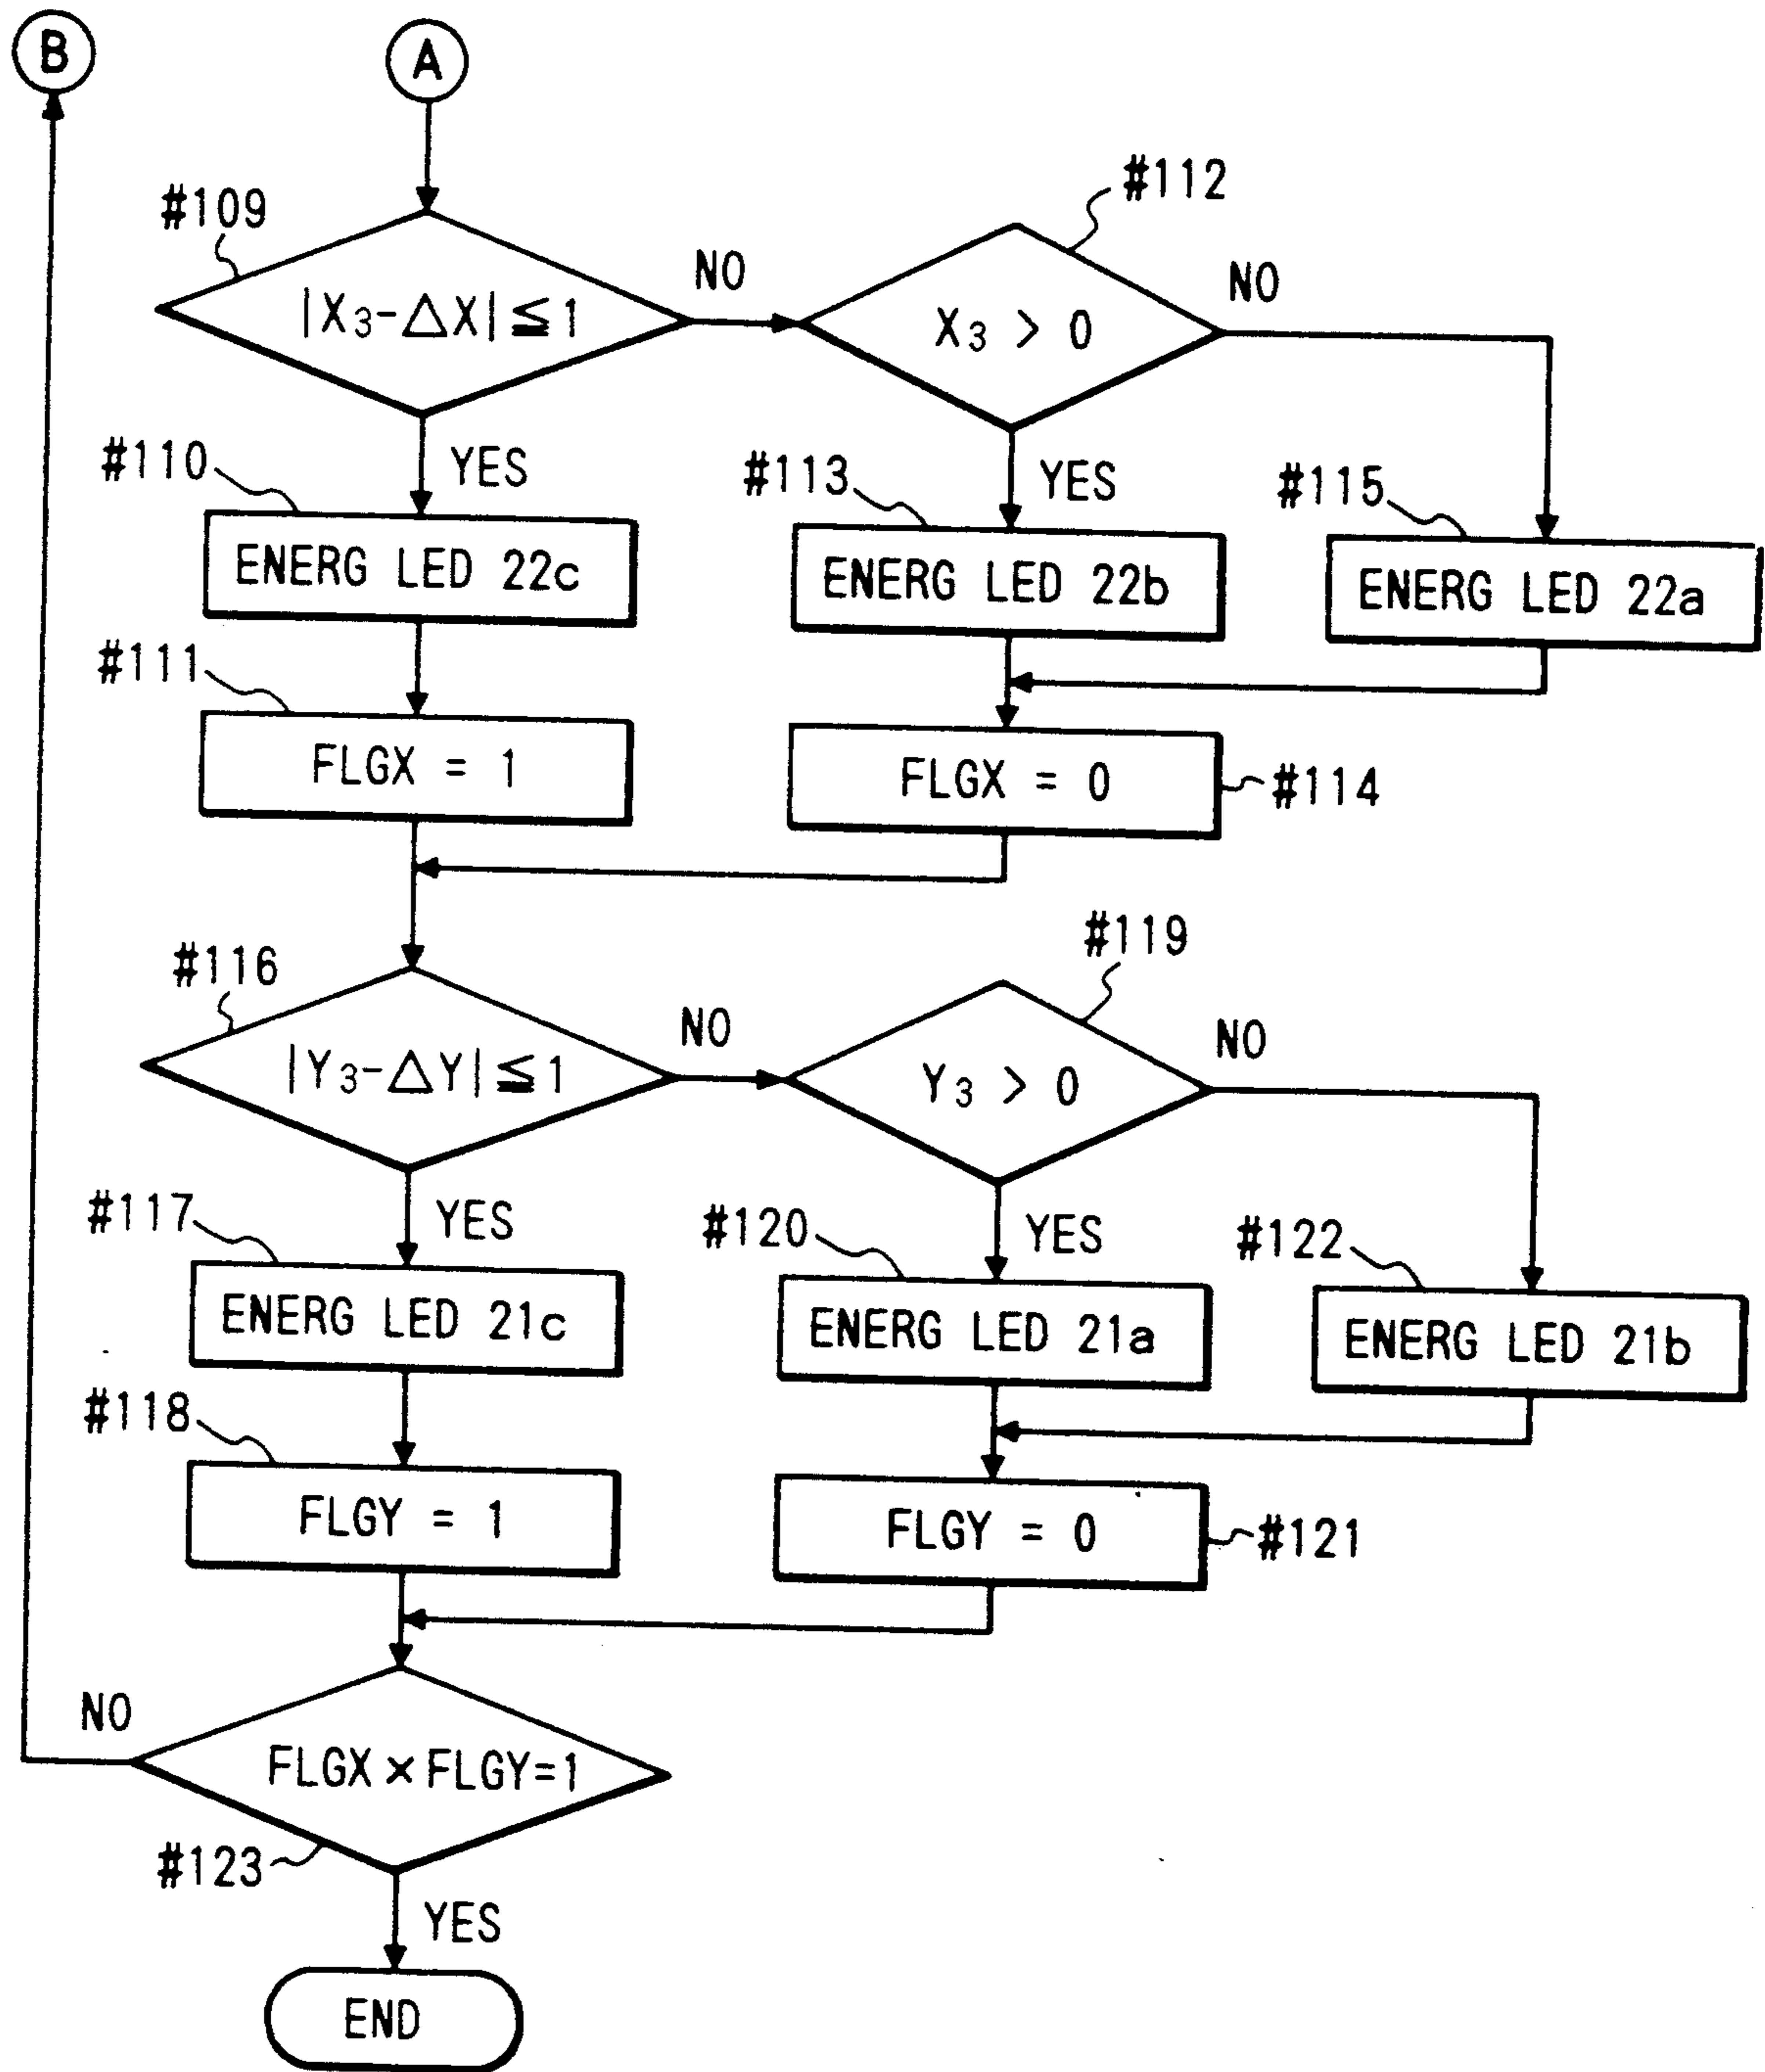 B
A
#109
|X3-△X|≦1
NO
#112
X3 > 0
NO
YES
#110
ENERG LED 22c
YES
#113
ENERG LED 22b
#115
ENERG LED 22a
#111
FLGX = 1
FLGX = 0
#114
#116
|Y3-△Y|≦1
NO
#119
Y3 > 0
NO
YES
#117
ENERG LED 21c
YES
#120
ENERG LED 21a
#122
ENERG LED 21b
#118
FLGY = 1
FLGY = 0
#121
NO
FLGX×FLGY=1
#123
YES
END